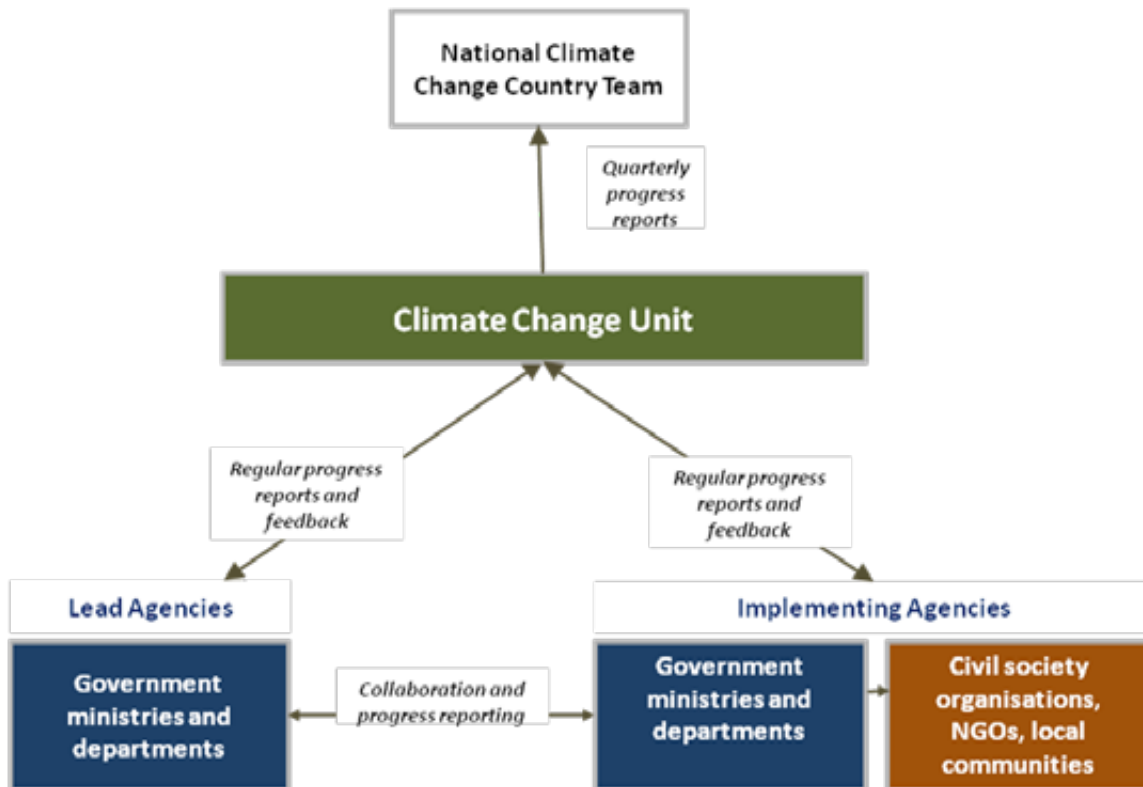 National Climate
Change Country Team
Quarterly
progress
reports
Climate Change Unit
Regular progress
reports and
feedback
Regular progress
reports and
feedback
Lead Agencies
Implementing Agencies
Government
ministries and
departments
Collaboration and
progress reporting
Government
ministries and
departments
Civil society
organisations,
NGOs, local
communities